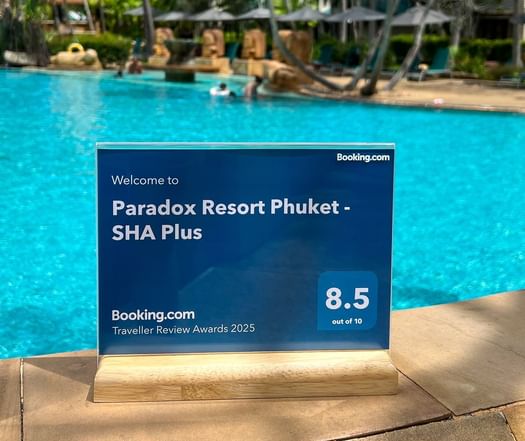 Booking.com
Welcome to
Paradox Resort Phuket -
SHA Plus
8.5
out of 10
Booking.com
Traveller Review Awards 2025